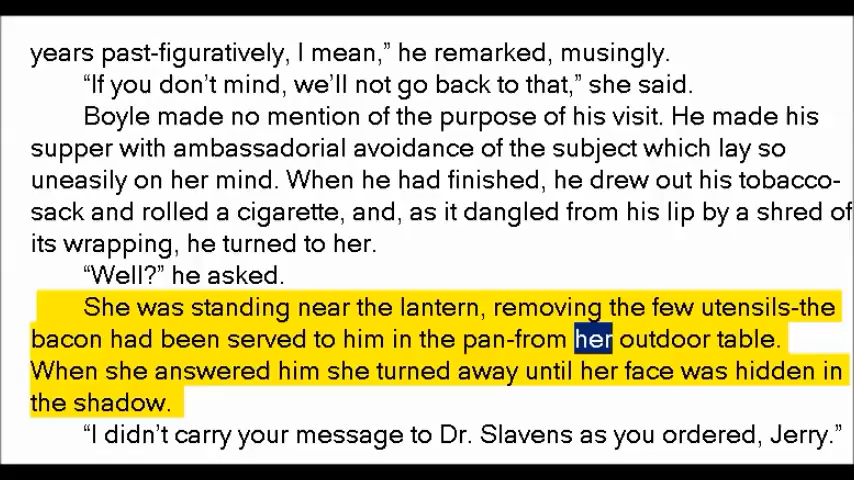 years past-figuratively, I mean,” he remarked, musingly.
“If you don’t mind, we’ll not go back to that,” she said.
Boyle made no mention of the purpose of his visit. He made his
supper with ambassadorial avoidance of the subject which lay so
uneasily on her mind. When he had finished, he drew out his tobacco-
sack and rolled a cigarette, and, as it dangled from his lip by a shred of
its wrapping, he turned to her.
“Well?” he asked.
She was standing near the lantern, removing the few utensils-the
bacon had been served to him in the pan-from her outdoor table.
When she answered him she turned away until her face was hidden in
the shadow.
“I didn’t carry your message to Dr. Slavens as you ordered, Jerry.”